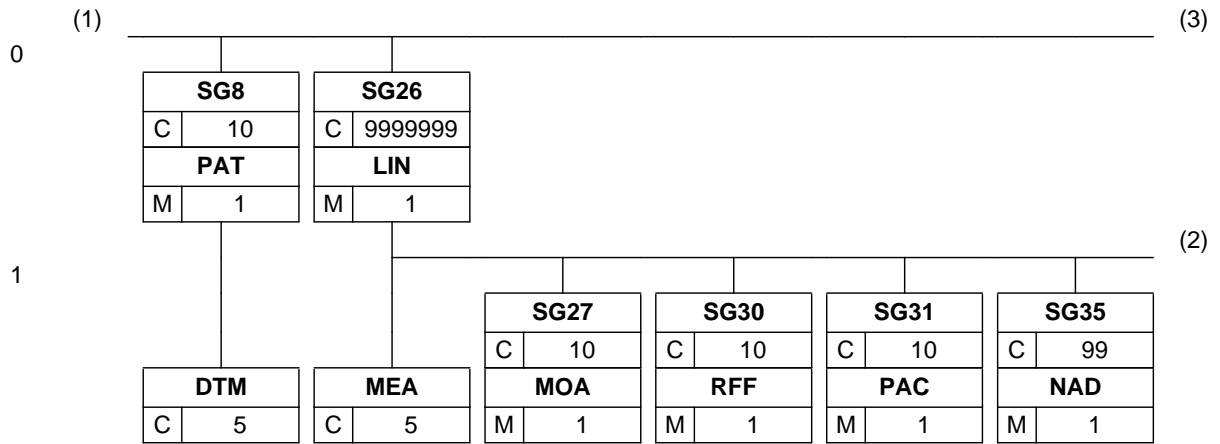 (1) (3)
0
SG8 SG26
C 10 C 9999999
PAT LIN
M 1 M 1
(2)
1
SG27 SG30 SG31 SG35
C 10 C 10 C 10 C 99
DTM MEA MOA RFF PAC NAD
C 5 C 5 M 1 M 1 M 1 M 1